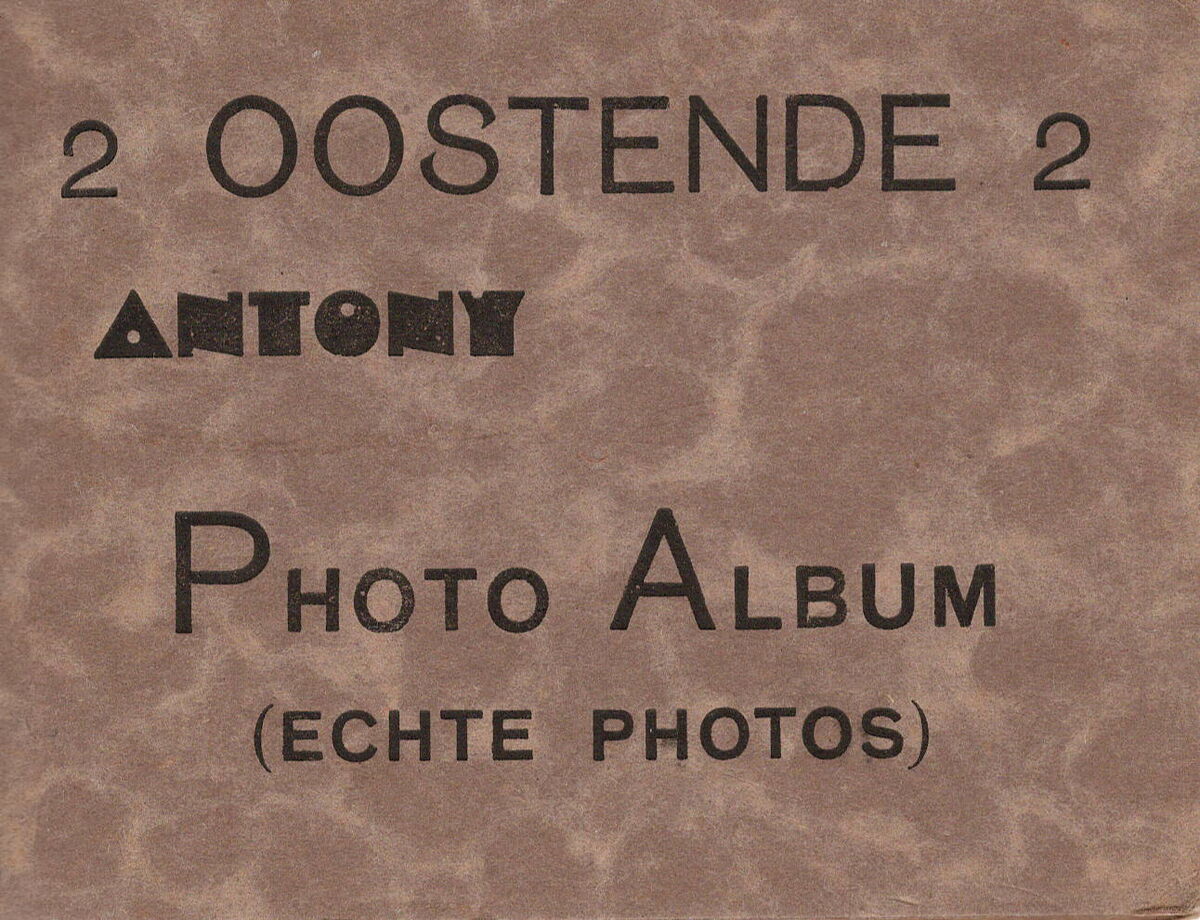 2 OOSTENDE 2
ANTONY
PHOTO ALBUM
(ECHTE PHOTOS)